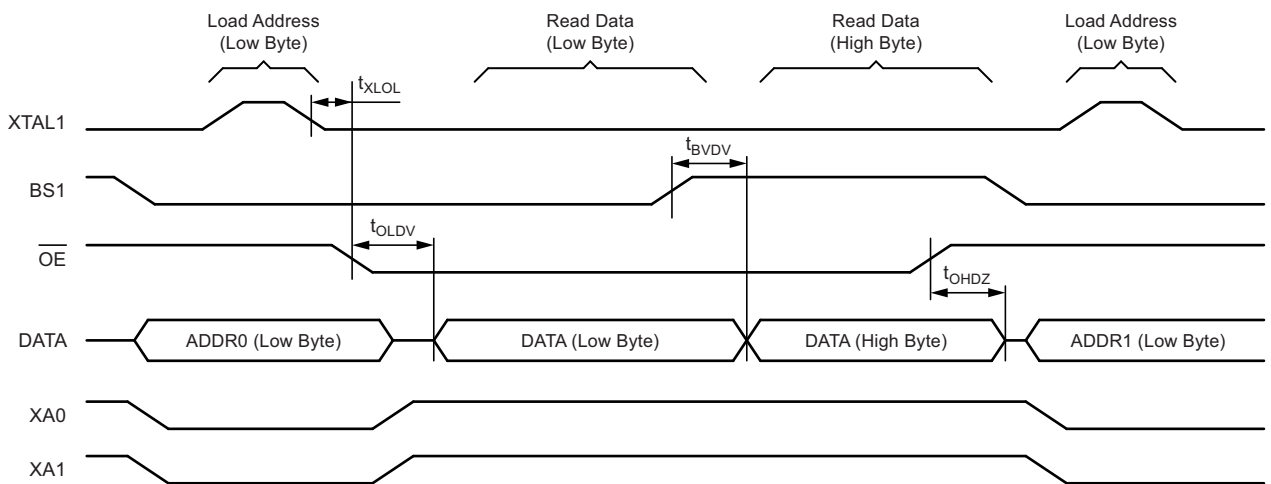 Load Address
(Low Byte)
Read Data
(Low Byte)
Read Data
(High Byte)
Load Address
(Low Byte)
tXLOL
XTAL1
tBVDV
BS1
tOLDV
OE
tOHDZ
DATA
ADDR0 (Low Byte)
DATA (Low Byte)
DATA (High Byte)
ADDR1 (Low Byte)
XA0
XA1